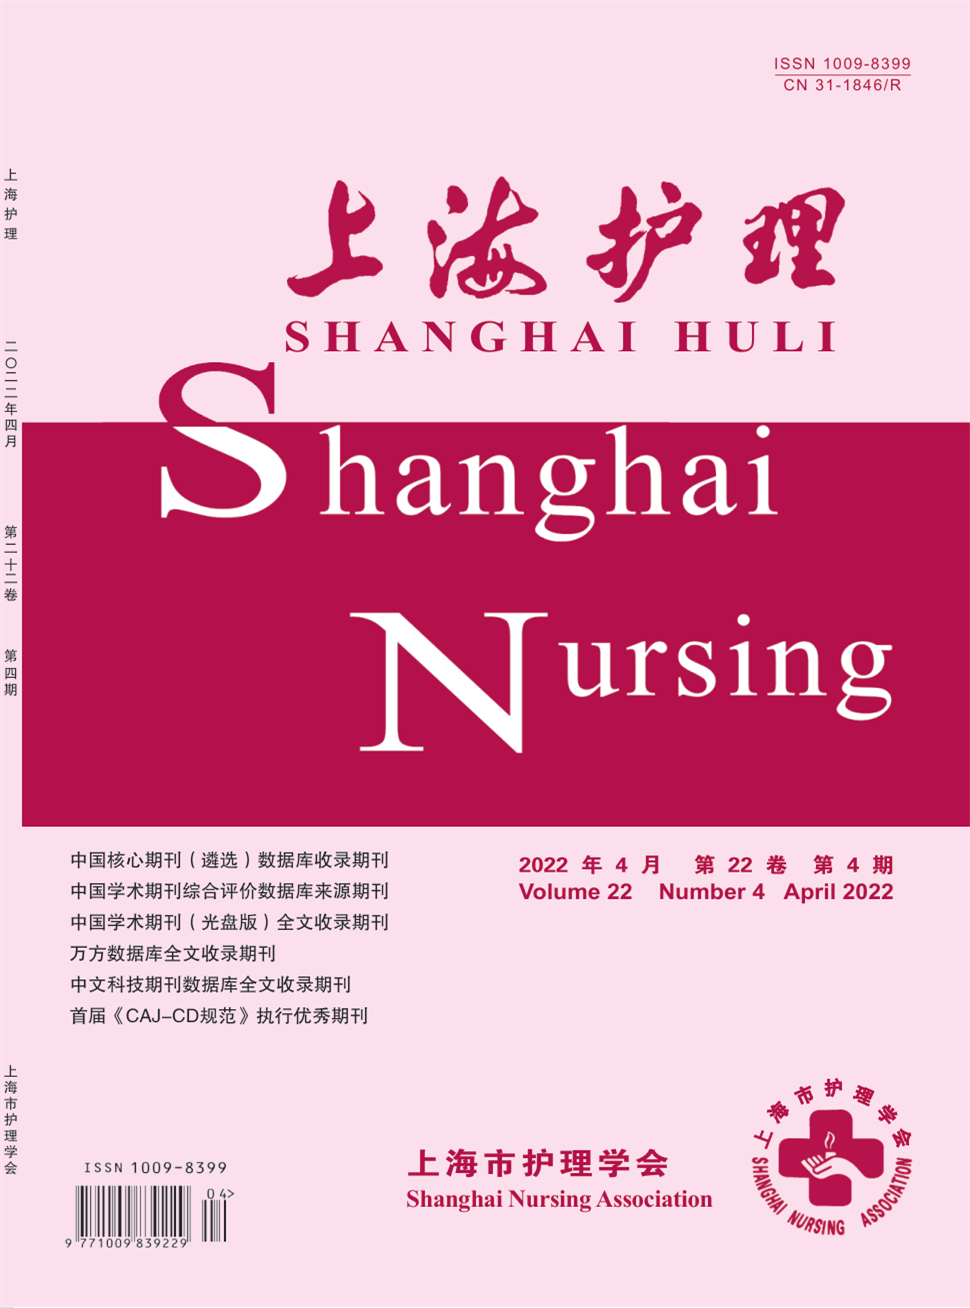 ISSN 1009-8399
CN 31-1846/R
上海护理
SHANGHAI HULI
Shanghai
Nursing
上海护理
二〇二二年四月
第二十二卷
第四期
上海市护理学会
中国核心期刊（遴选）数据库收录期刊
中国学术期刊综合评价数据库来源期刊
中国学术期刊（光盘版）全文收录期刊
万方数据库全文收录期刊
中文科技期刊数据库全文收录期刊
首届《CAJ-CD规范》执行优秀期刊
2022 年 4 月 第 22 卷 第 4 期
Volume 22 Number 4 April 2022
ISSN 1009-8399
04>
9 771009 839229
上海市护理学会
Shanghai Nursing Association
上海市护理学会
SHANGHAI NURSING ASSOCIATION